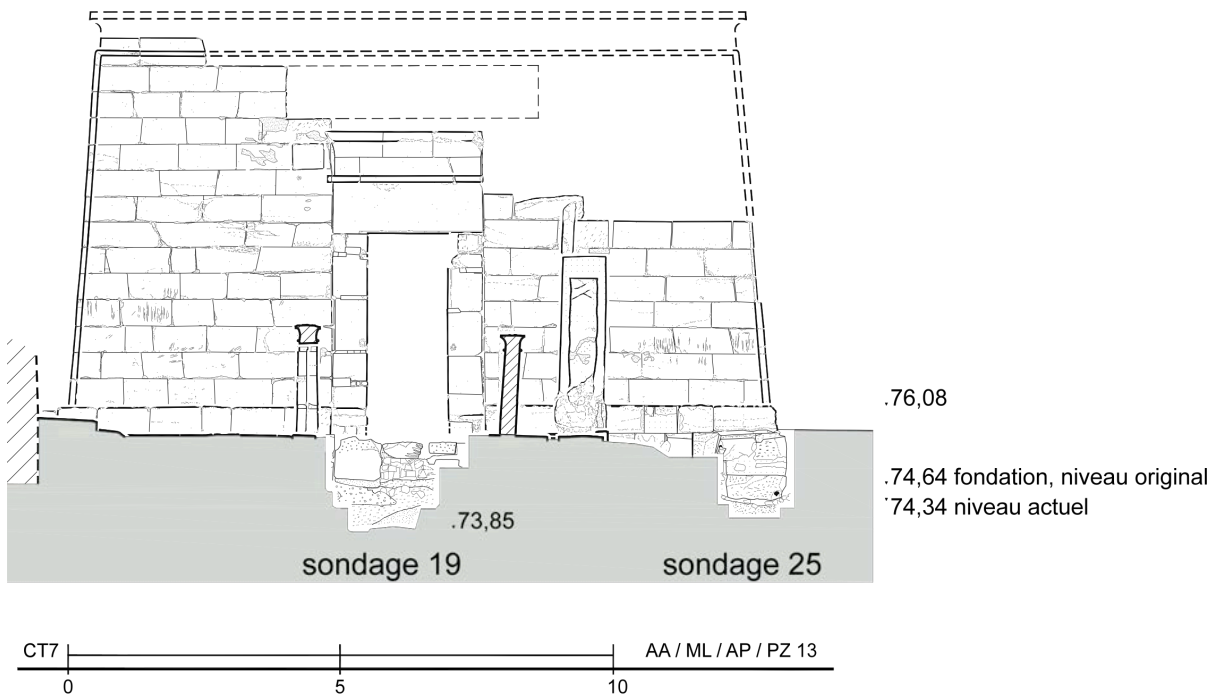 .76,08
.74,64 fondation, niveau original
74,34 niveau actuel
.73,85
sondage 19
sondage 25
CT7
AA / ML / AP / PZ 13
0
5
10